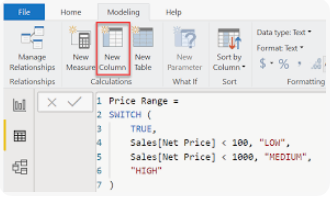 File Home Modeling Help
Manage Relationships
New Measure
New Column
New Table
New Parameter
Sort by Column
Data type: Text
Format: Text
$ % ,
Relationships Calculations What If Sort
1 Price Range =
2 SWITCH (
3 TRUE,
4 Sales[Net Price] < 100, "LOW",
5 Sales[Net Price] < 1000, "MEDIUM",
6 "HIGH"
7 )